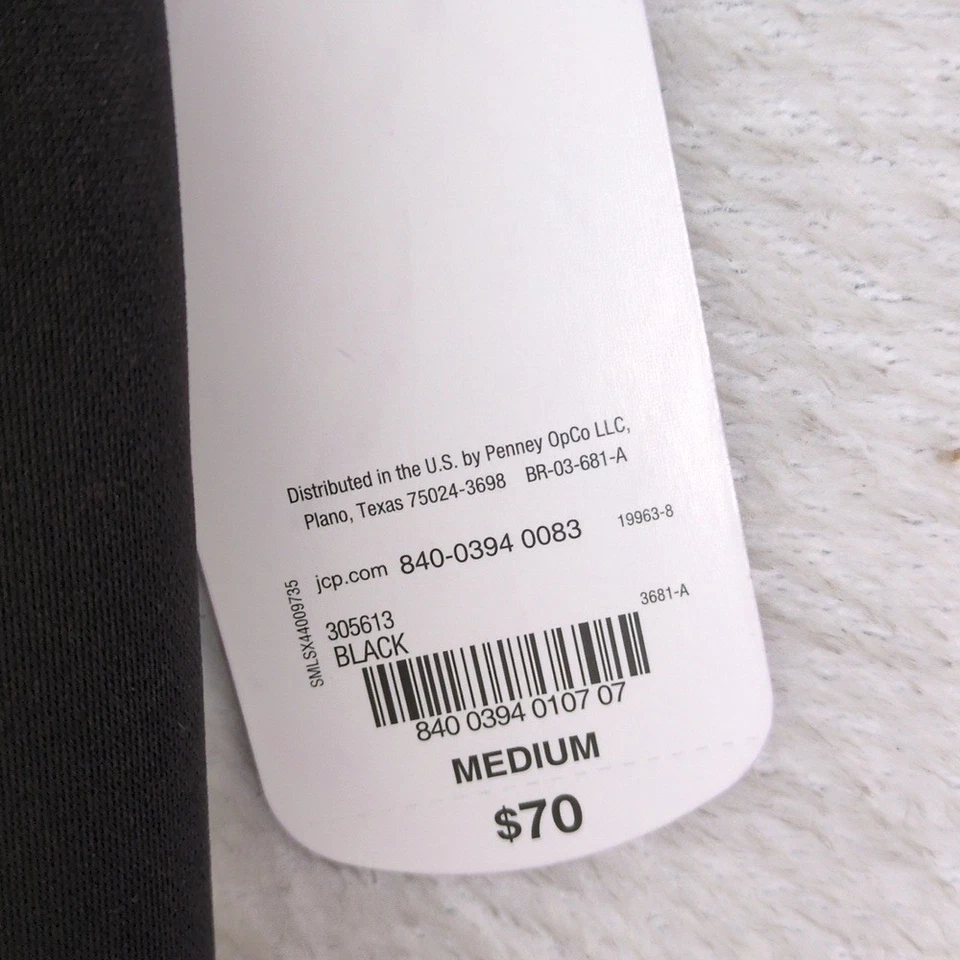 Distributed in the U.S. by Penney OpCo LLC,
Plano, Texas 75024-3698 BR-03-681-A
jcp.com 840-0394 0083 19963-8
SMLSX44009735
305613 3681-A
BLACK
840 0394 0107 07
MEDIUM
$70